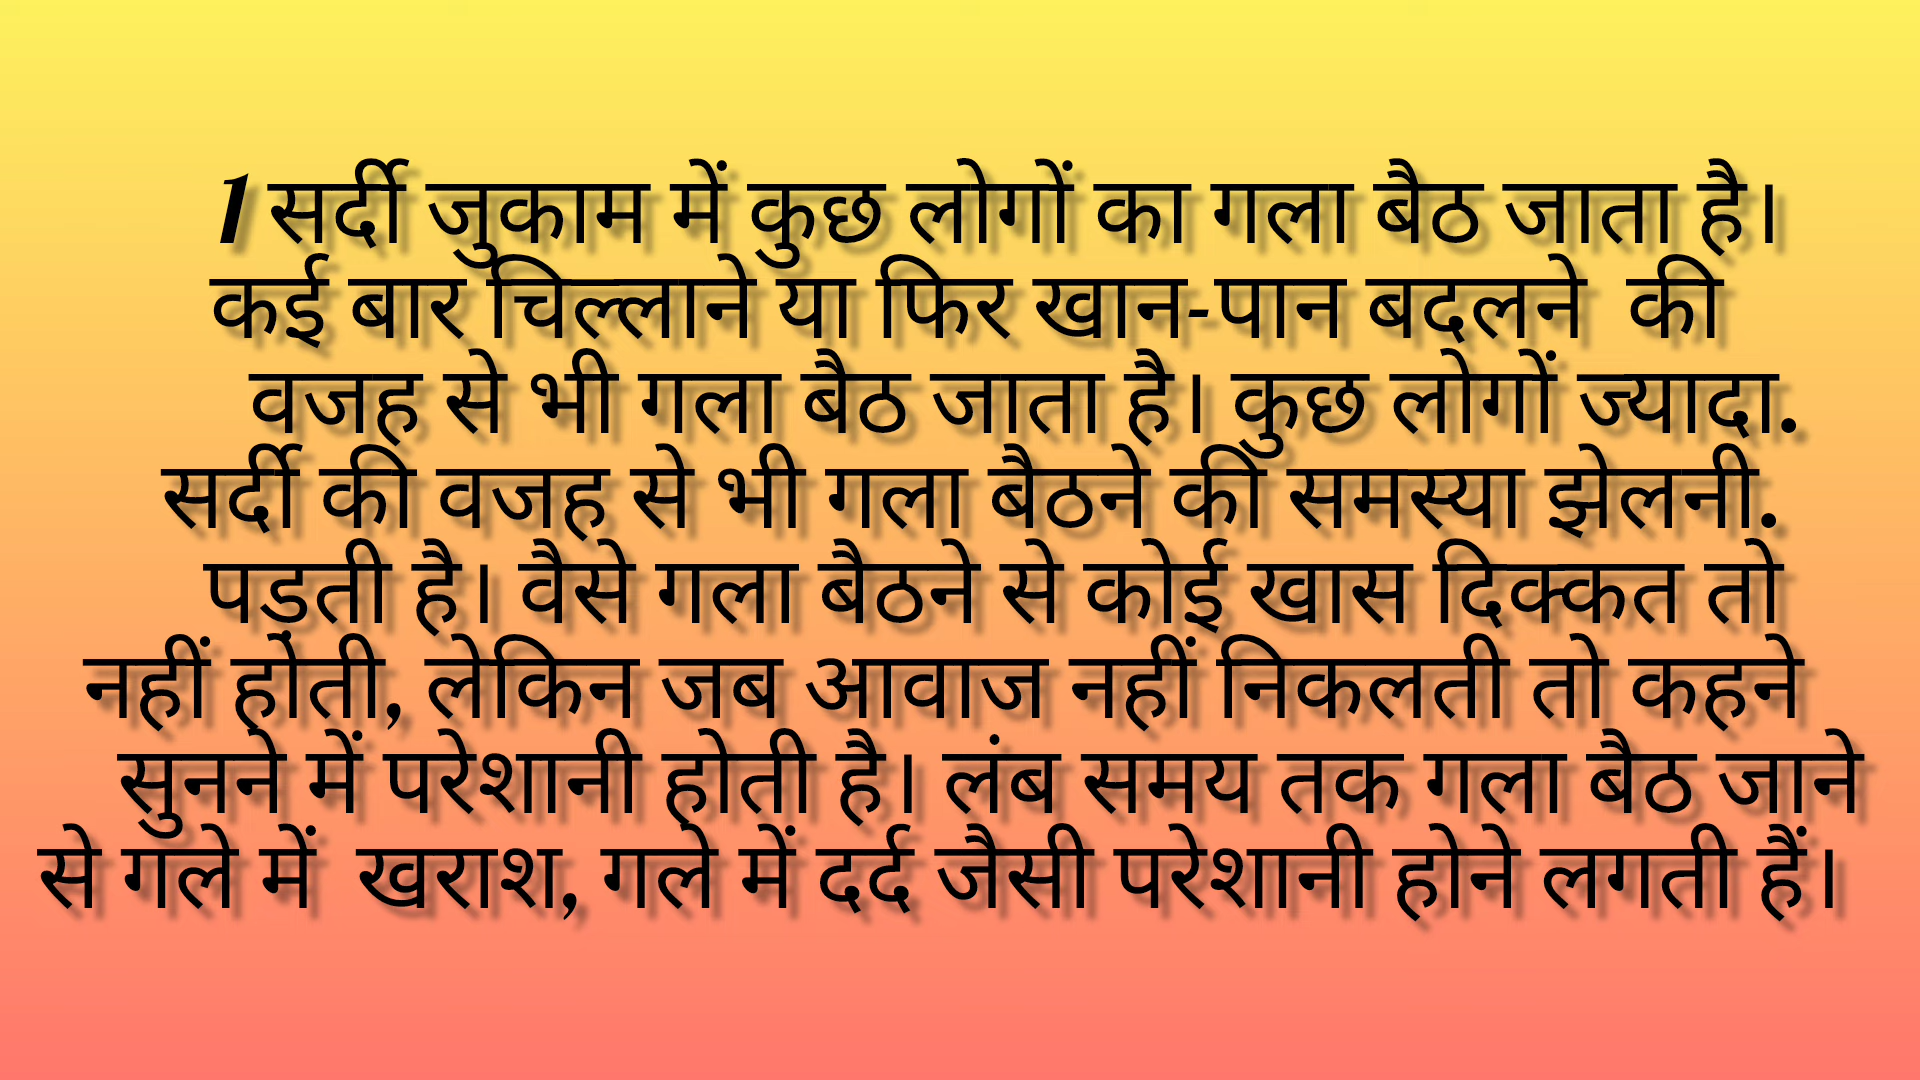 1 सर्दी जुकाम में कुछ लोगों का गला बैठ जाता है।
कई बार चिल्लाने या फिर खान-पान बदलने की
वजह से भी गला बैठ जाता है। कुछ लोगों ज्यादा.
सर्दी की वजह से भी गला बैठने की समस्या झेलनी.
पड़ती है। वैसे गला बैठने से कोई खास दिक्कत तो
नहीं होती, लेकिन जब आवाज नहीं निकलती तो कहने
सुनने में परेशानी होती है। लंब समय तक गला बैठ जाने
से गले में खराश, गले में दर्द जैसी परेशानी होने लगती हैं।